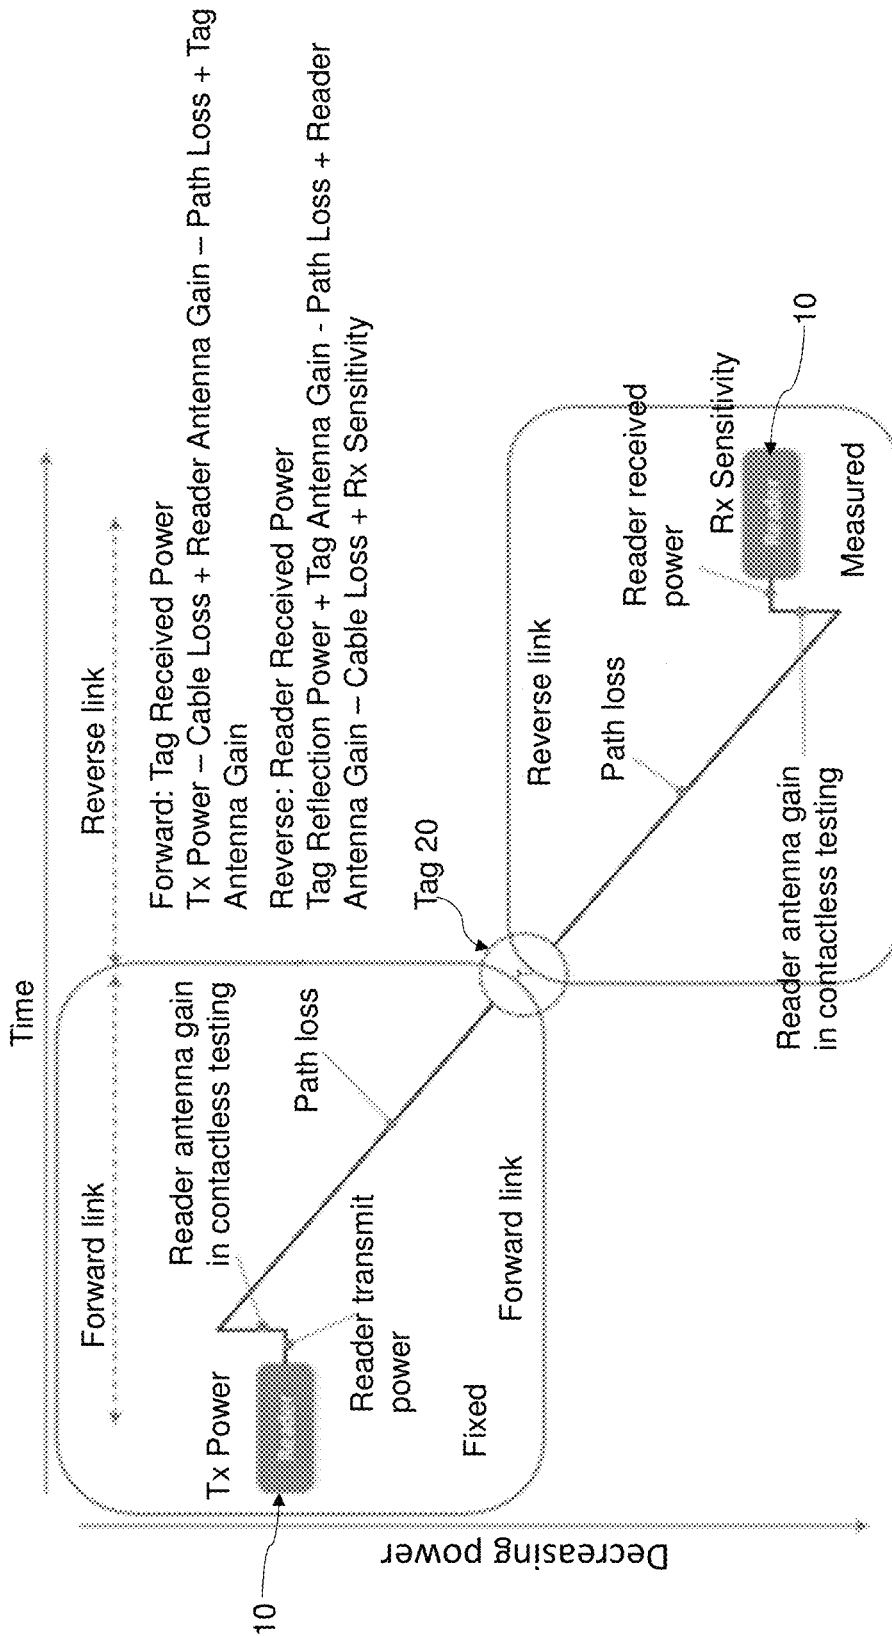 Time
Forward link
Reverse link
Forward: Tag Received Power
Tx Power – Cable Loss + Reader Antenna Gain – Path Loss + Tag
Antenna Gain
Reverse: Reader Received Power
Tag Reflection Power + Tag Antenna Gain - Path Loss + Reader
Antenna Gain – Cable Loss + Rx Sensitivity
Decreasing power
10
Tx Power
Reader antenna gain
in contactless testing
Path loss
Reader transmit
power
Fixed
Forward link
Tag 20
Reverse link
Path loss
Reader received
power
Rx Sensitivity
10
Measured
Reader antenna gain
in contactless testing